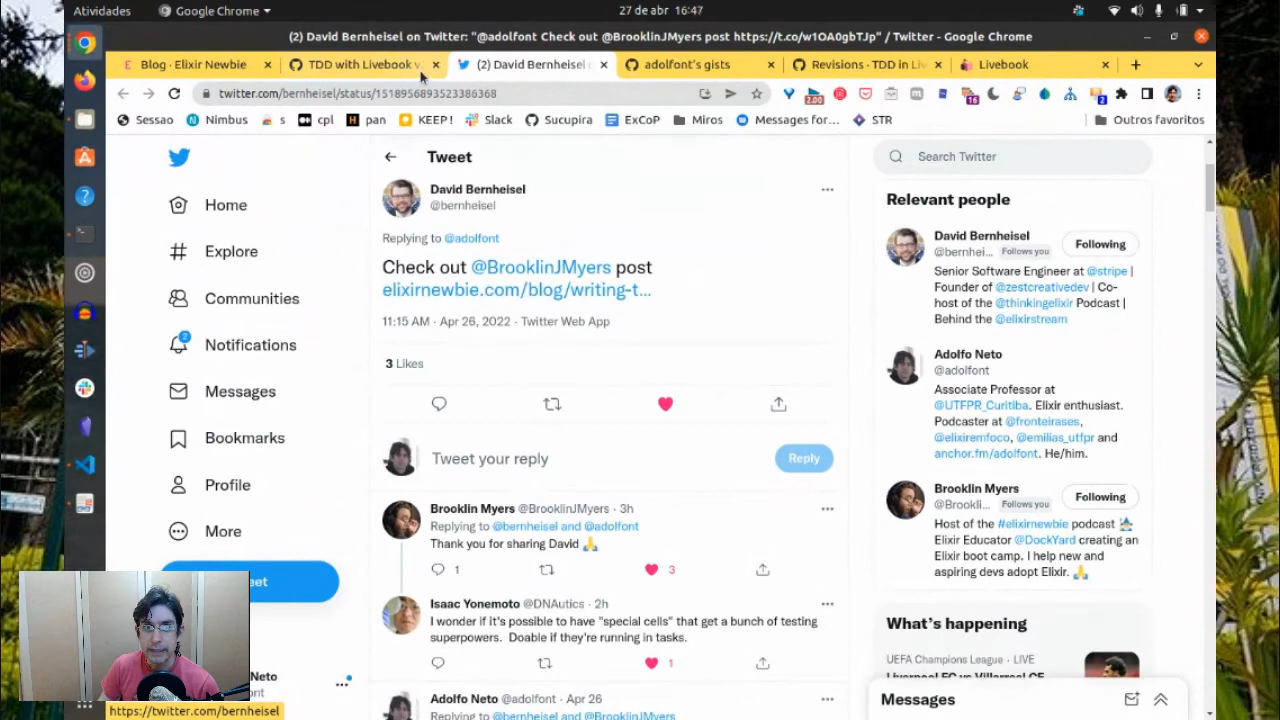 Atividades
Google Chrome
27 de abr 16:47
(2) David Bernheisel on Twitter: "@adolfont Check out @BrooklinJMyers post https://t.co/w1OA0gbTJp" / Twitter - Google Chrome
Blog · Elixir Newbie
TDD with Livebook v
(2) David Bernheisel o
adolfont's gists
Revisions · TDD in Liv
Livebook
twitter.com/bernheisel/status/1518956893523386368
2.00
16
2
Sessao
Nimbus
s
cpl
pan
KEEP!
Slack
Sucupira
ExCoP
Miros
Messages for...
STR
Outros favoritos
Home
Explore
Communities
2
Notifications
Messages
Bookmarks
Profile
More
Tweet
David Bernheisel
@bernheisel
Replying to @adolfont
Check out @BrooklinJMyers post
elixirnewbie.com/blog/writing-t...
11:15 AM · Apr 26, 2022 · Twitter Web App
3 Likes
Tweet your reply
Reply
Brooklin Myers @BrooklinJMyers · 3h
Replying to @bernheisel and @adolfont
Thank you for sharing David 🙏
1
3
Isaac Yonemoto @DNAutics · 2h
I wonder if it's possible to have "special cells" that get a bunch of testing
superpowers. Doable if they're running in tasks.
1
Adolfo Neto @adolfont · Apr 26
Replying to @bernheisel and @BrooklinJMyers
Search Twitter
Relevant people
David Bernheisel
@bernhei... Follows you
Following
Senior Software Engineer at @stripe |
Founder of @zestcreativedev | Co-
host of the @thinkingelixir Podcast |
Behind the @elixirstream
Adolfo Neto
@adolfont
Associate Professor at
@UTFPR_Curitiba. Elixir enthusiast.
Podcaster at @fronteirases,
@elixiremfoco, @emilias_utfpr and
anchor.fm/adolfont. He/him.
Brooklin Myers
@Brookli... Follows you
Following
Host of the #elixirnewbie podcast 🧙
Elixir Educator @DockYard creating an
Elixir boot camp. I help new and
aspiring devs adopt Elixir. 🙏
What's happening
UEFA Champions League · LIVE
Messages
https://twitter.com/bernheisel